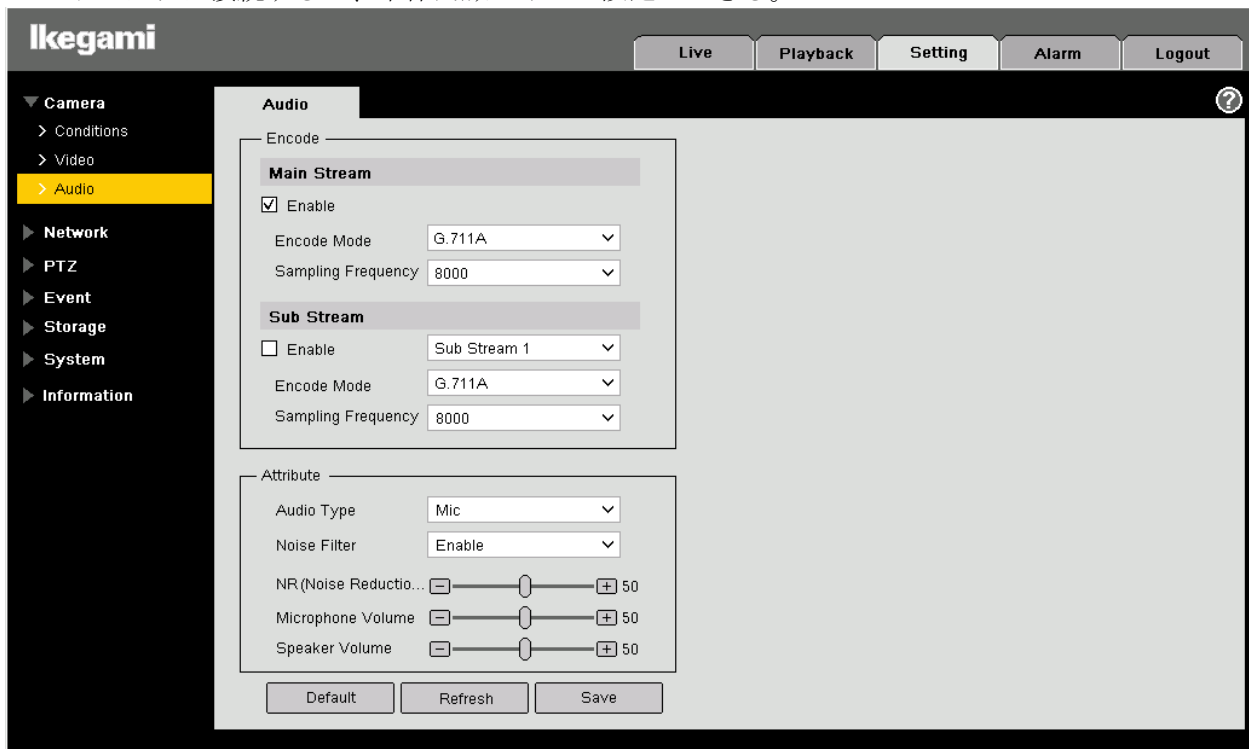 Ikegami
Live Playback Setting Alarm Logout
Camera
Conditions
Video
Audio
Network
PTZ
Event
Storage
System
Information
Audio
Encode
Main Stream
Enable
Encode Mode G.711A
Sampling Frequency 8000
Sub Stream
Enable Sub Stream 1
Encode Mode G.711A
Sampling Frequency 8000
Attribute
Audio Type Mic
Noise Filter Enable
NR(Noise Reductio... 50
Microphone Volume 50
Speaker Volume 50
Default Refresh Save